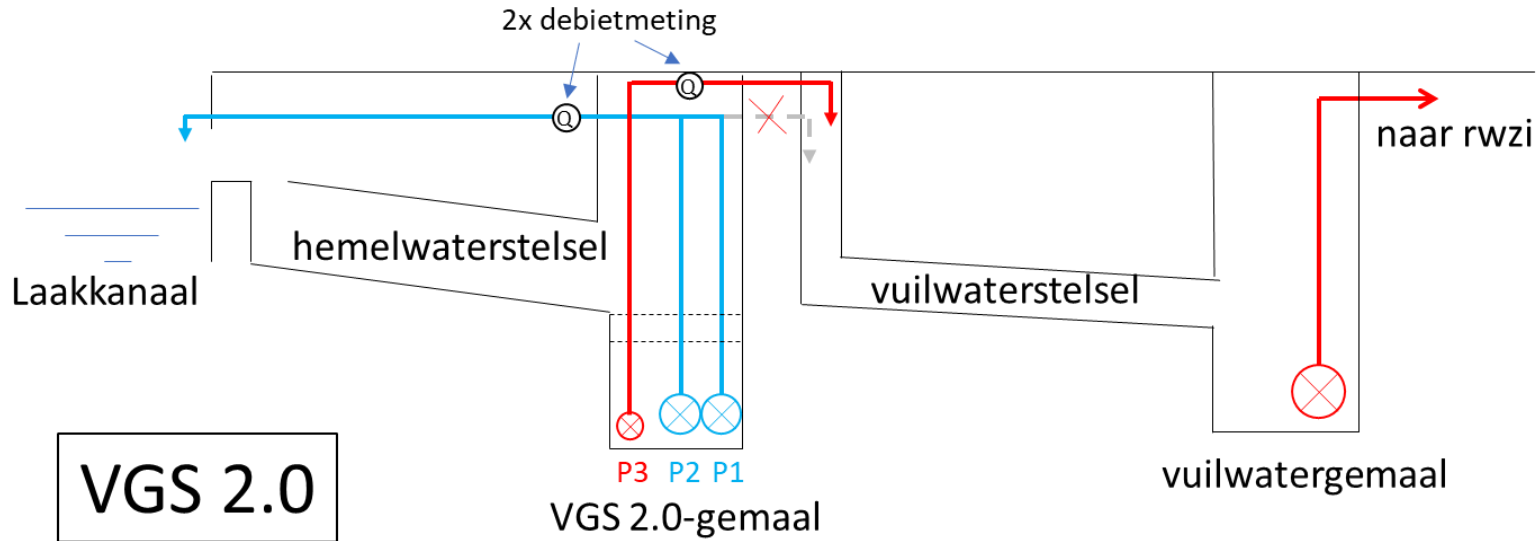 2x debietmeting
Q
Q
naar rwzi
hemelwaterstelsel
Laakkanaal
vuilwaterstelsel
P3 P2 P1
VGS 2.0-gemaal
vuilwatergemaal
VGS 2.0